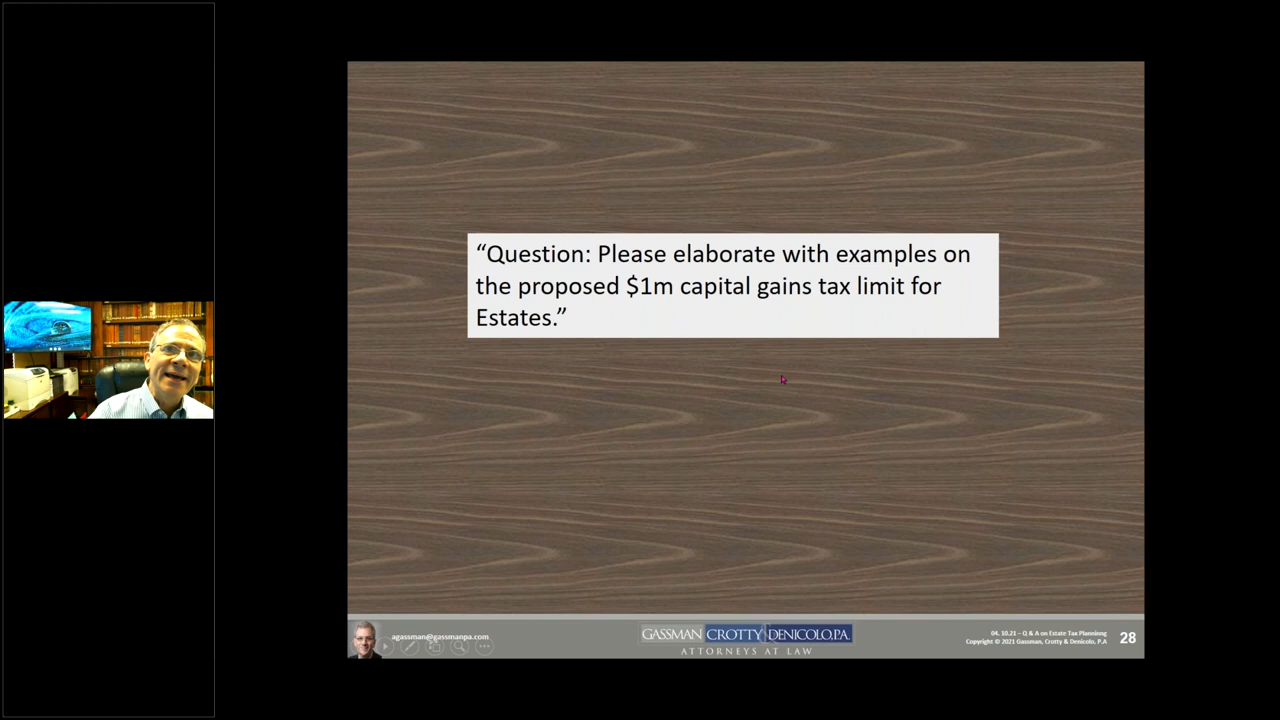 “Question: Please elaborate with examples on
the proposed $1m capital gains tax limit for
Estates.”
agassman@gassmanpa.com
GASSMAN CROTTY DENICOLO, P.A.
ATTORNEYS AT LAW
04. 10.21 – Q & A on Estate Tax Plannieng
Copyright © 2021 Gassman, Crotty & Denicolo, P.A
28